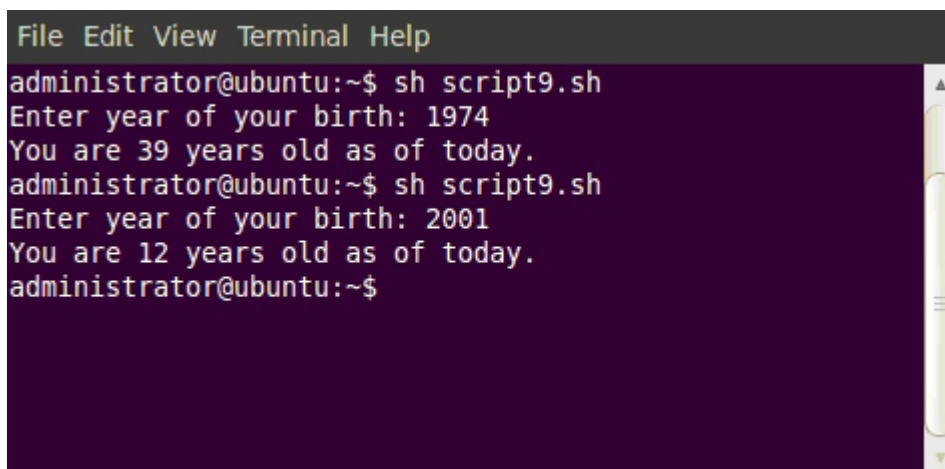 File Edit View Terminal Help
administrator@ubuntu:~$ sh script9.sh
Enter year of your birth: 1974
You are 39 years old as of today.
administrator@ubuntu:~$ sh script9.sh
Enter year of your birth: 2001
You are 12 years old as of today.
administrator@ubuntu:~$